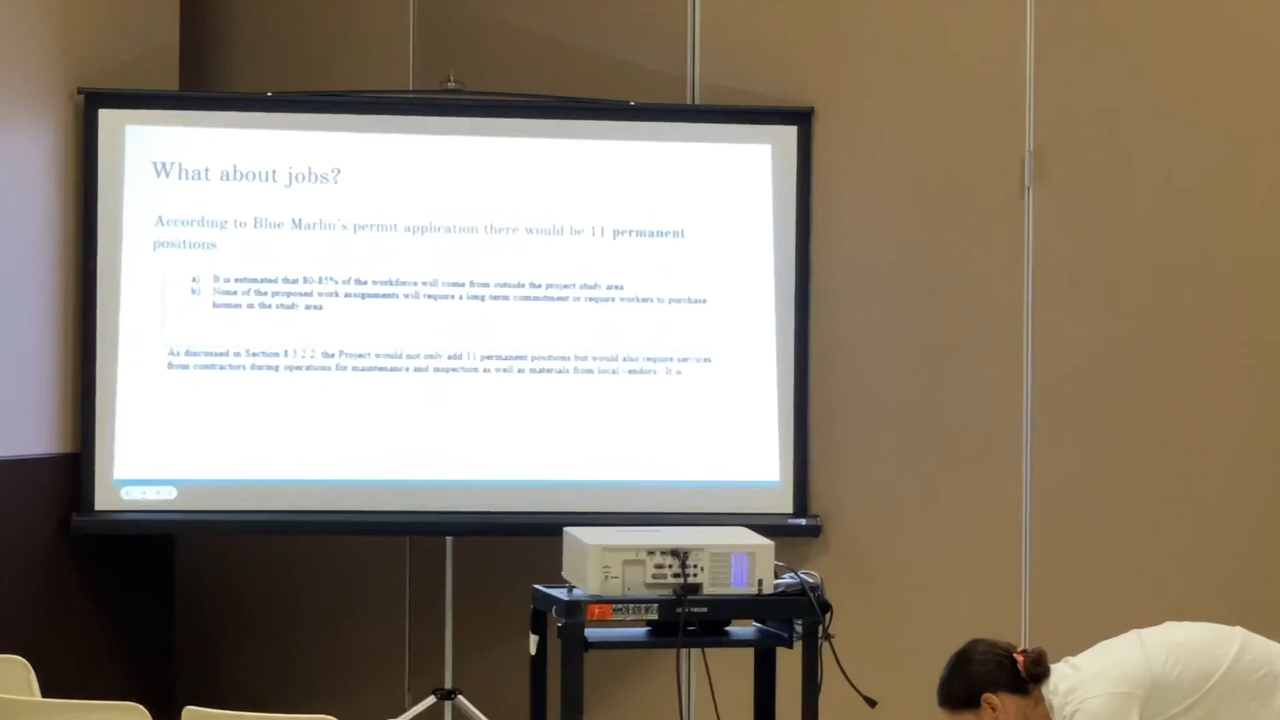 What about jobs?
According to Blue Marlin's permit application there would be 11 permanent
positions
a) It is estimated that 80-85% of the workforce will come from outside the project study area
b) None of the proposed work assignments will require a long-term commitment or require workers to purchase
homes in the study area
As discussed in Section 8.3.2.2, the Project would not only add 11 permanent positions but would also require services
from contractors during operations for maintenance and inspection as well as materials from local vendors. It is